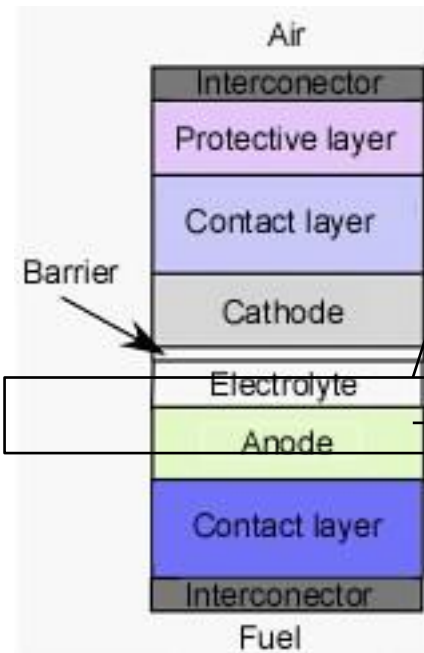 Air
Interconector
Protective layer
Contact layer
Barrier
Cathode
Electrolyte
Anode
Contact layer
Interconector
Fuel